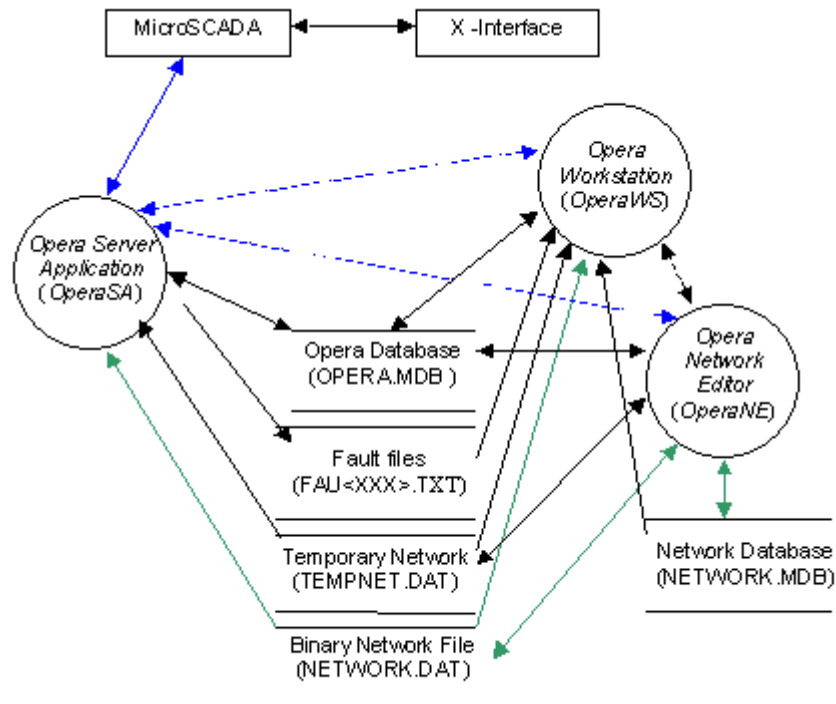 MicroSCADA
X -Interface
Opera
Workstation
(OperaWS)
Opera Server
Application
(OperaSA)
Opera Database
(OPERA.MDB )
Opera
Network
Editor
(OperaNE)
Fault files
(FAU<XXX>.TXT)
Temporary Network
(TEMPNET.DAT)
Network Database
(NETWORK.MDB)
Binary Network File
(NETWORK.DAT)